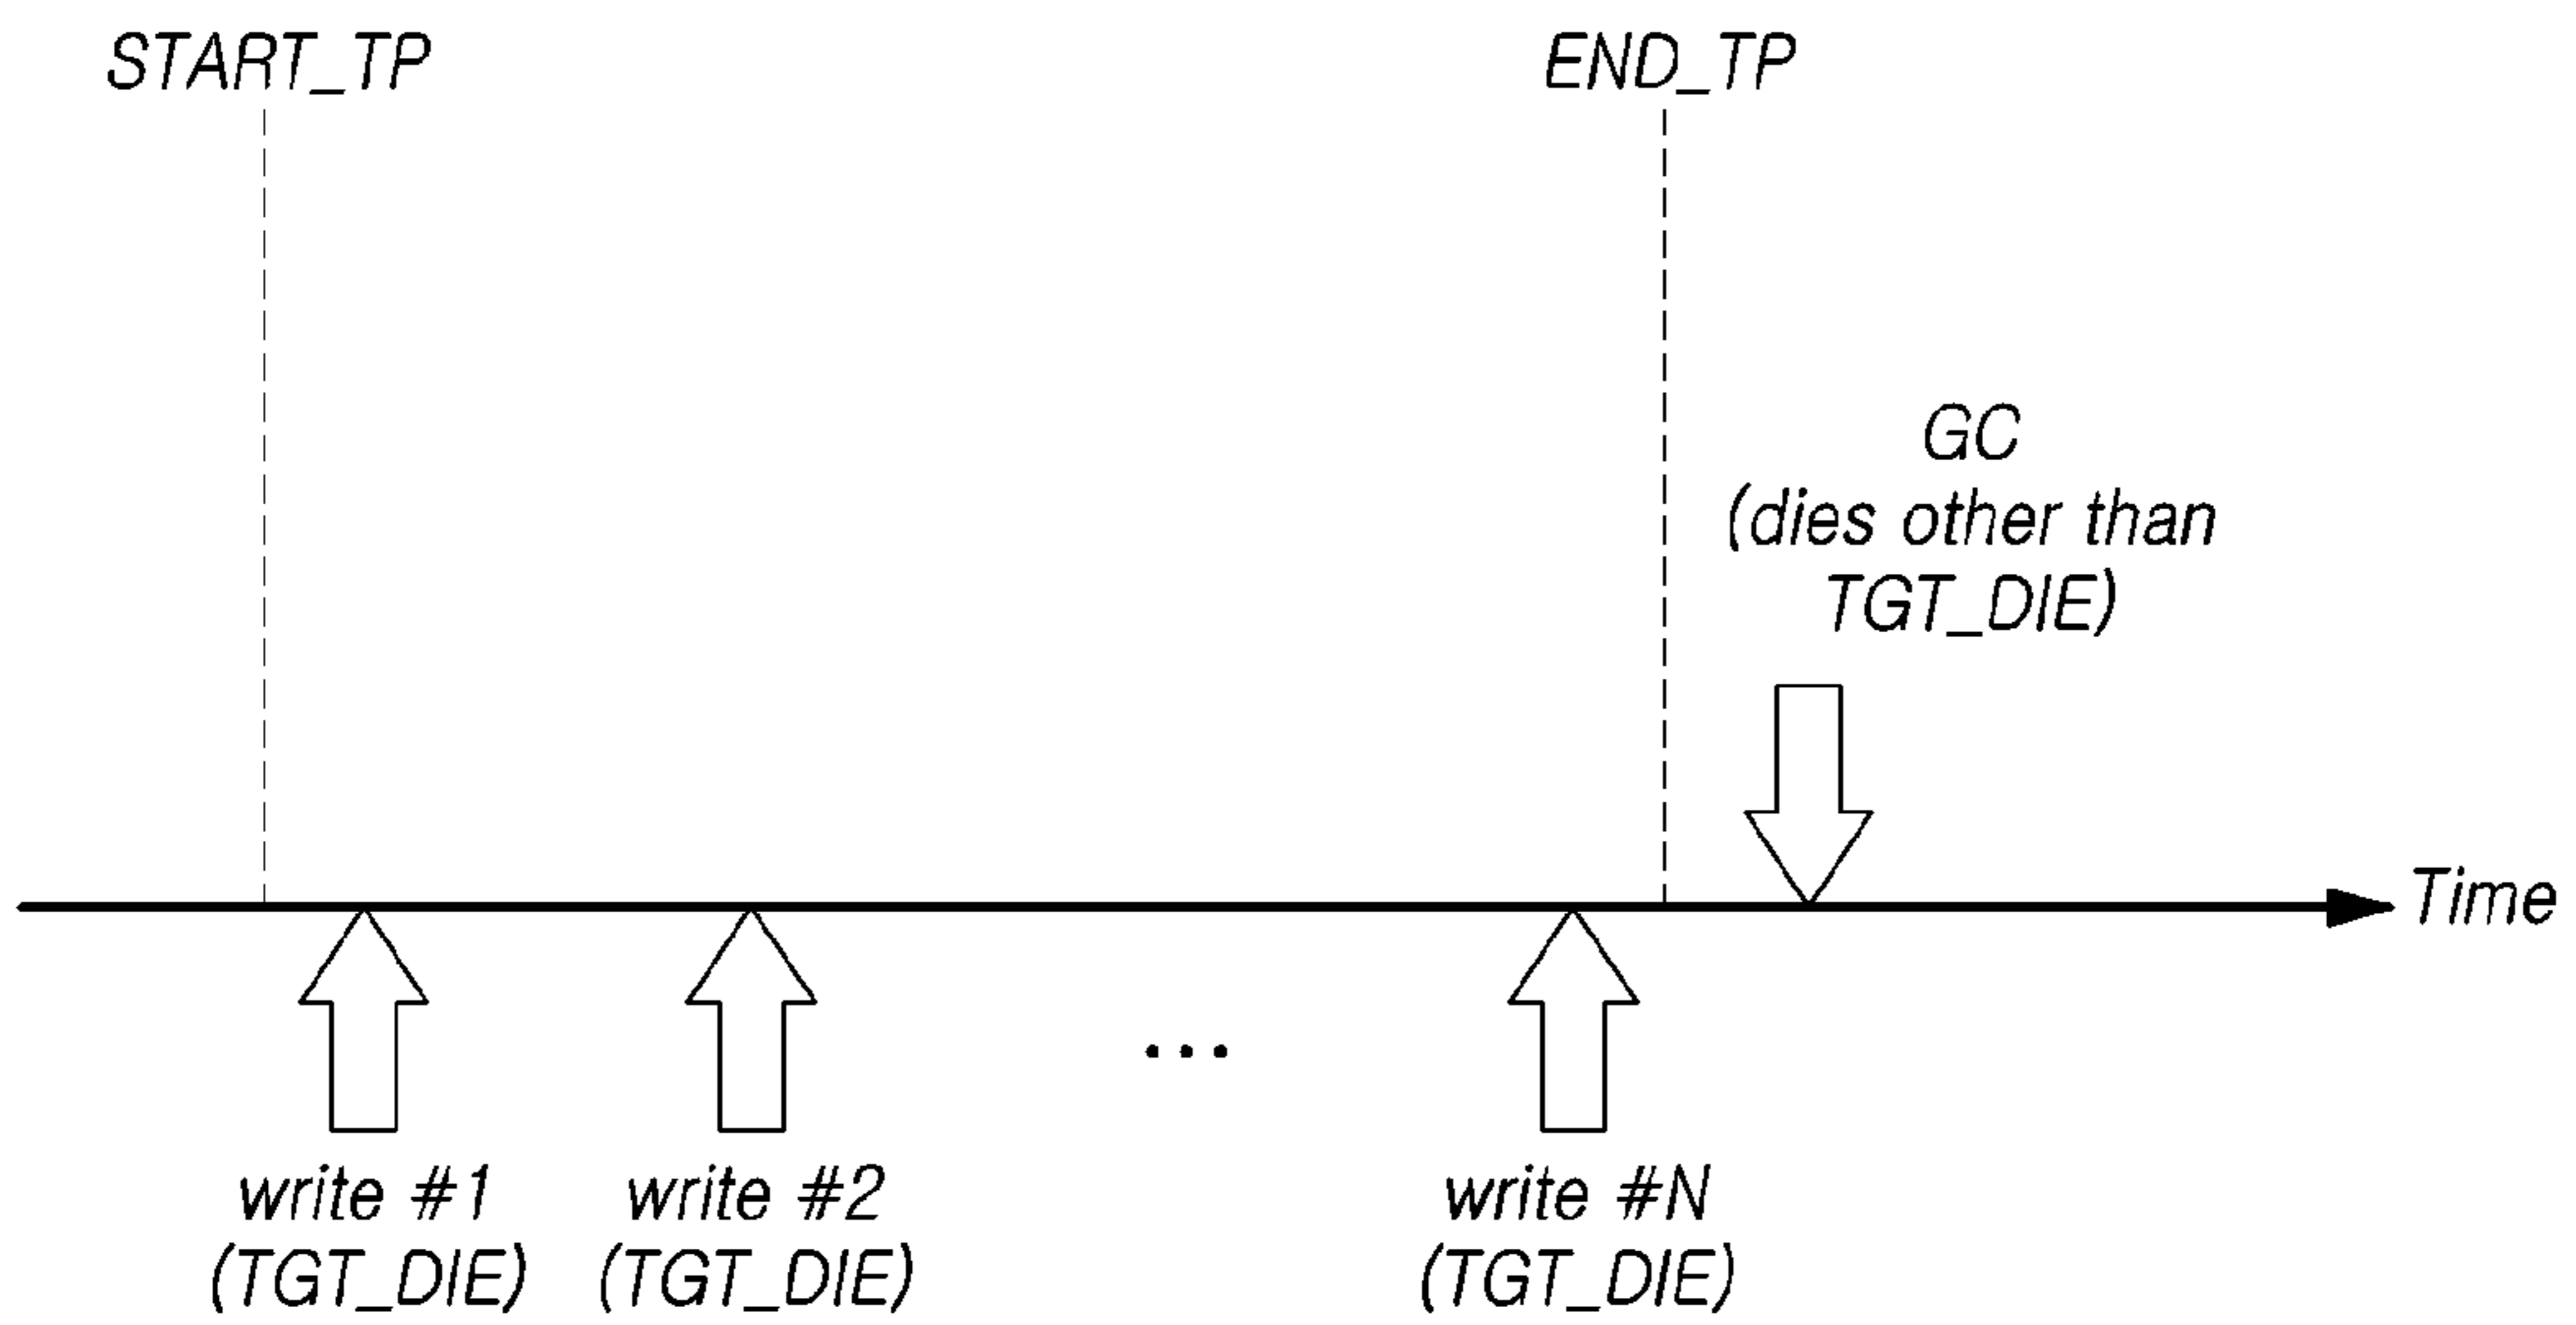 START_TP
END_TP
GC
(dies other than
TGT_DIE)
Time
...
write #1
(TGT_DIE)
write #2
(TGT_DIE)
write #N
(TGT_DIE)